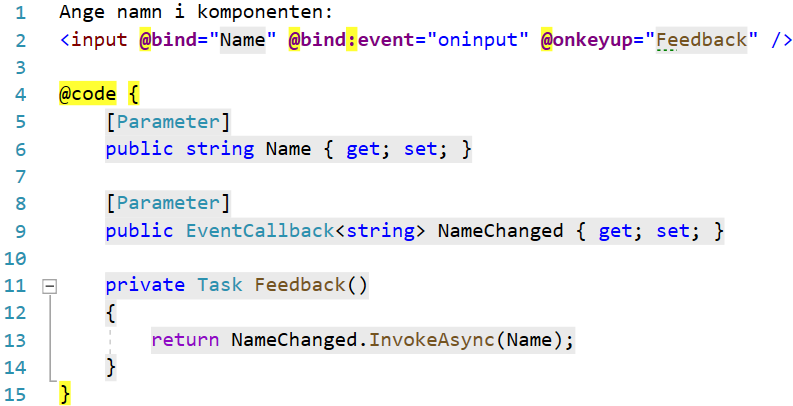 1 Ange namn i komponenten:
2 <input @bind="Name" @bind:event="oninput" @onkeyup="Feedback" />
3
4 @code {
5 [Parameter]
6 public string Name { get; set; }
7
8 [Parameter]
9 public EventCallback<string> NameChanged { get; set; }
10
11 private Task Feedback()
12 {
13 return NameChanged.InvokeAsync(Name);
14 }
15 }